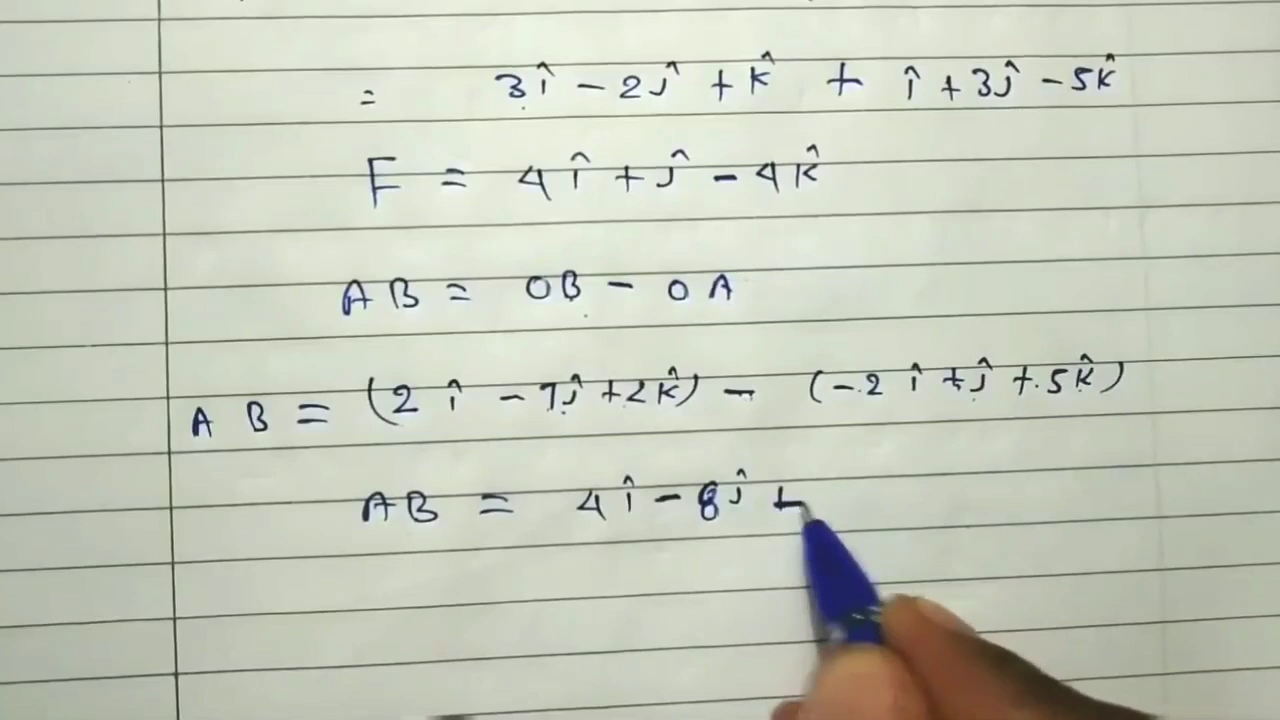 = 3î - 2ĵ + k̂ + î + 3ĵ - 5k̂
F = 4î + ĵ - 4k̂
AB = OB - OA
AB = (2î - 7ĵ + 2k̂) - (-2î + ĵ + 5k̂)
AB = 4î - 8ĵ +